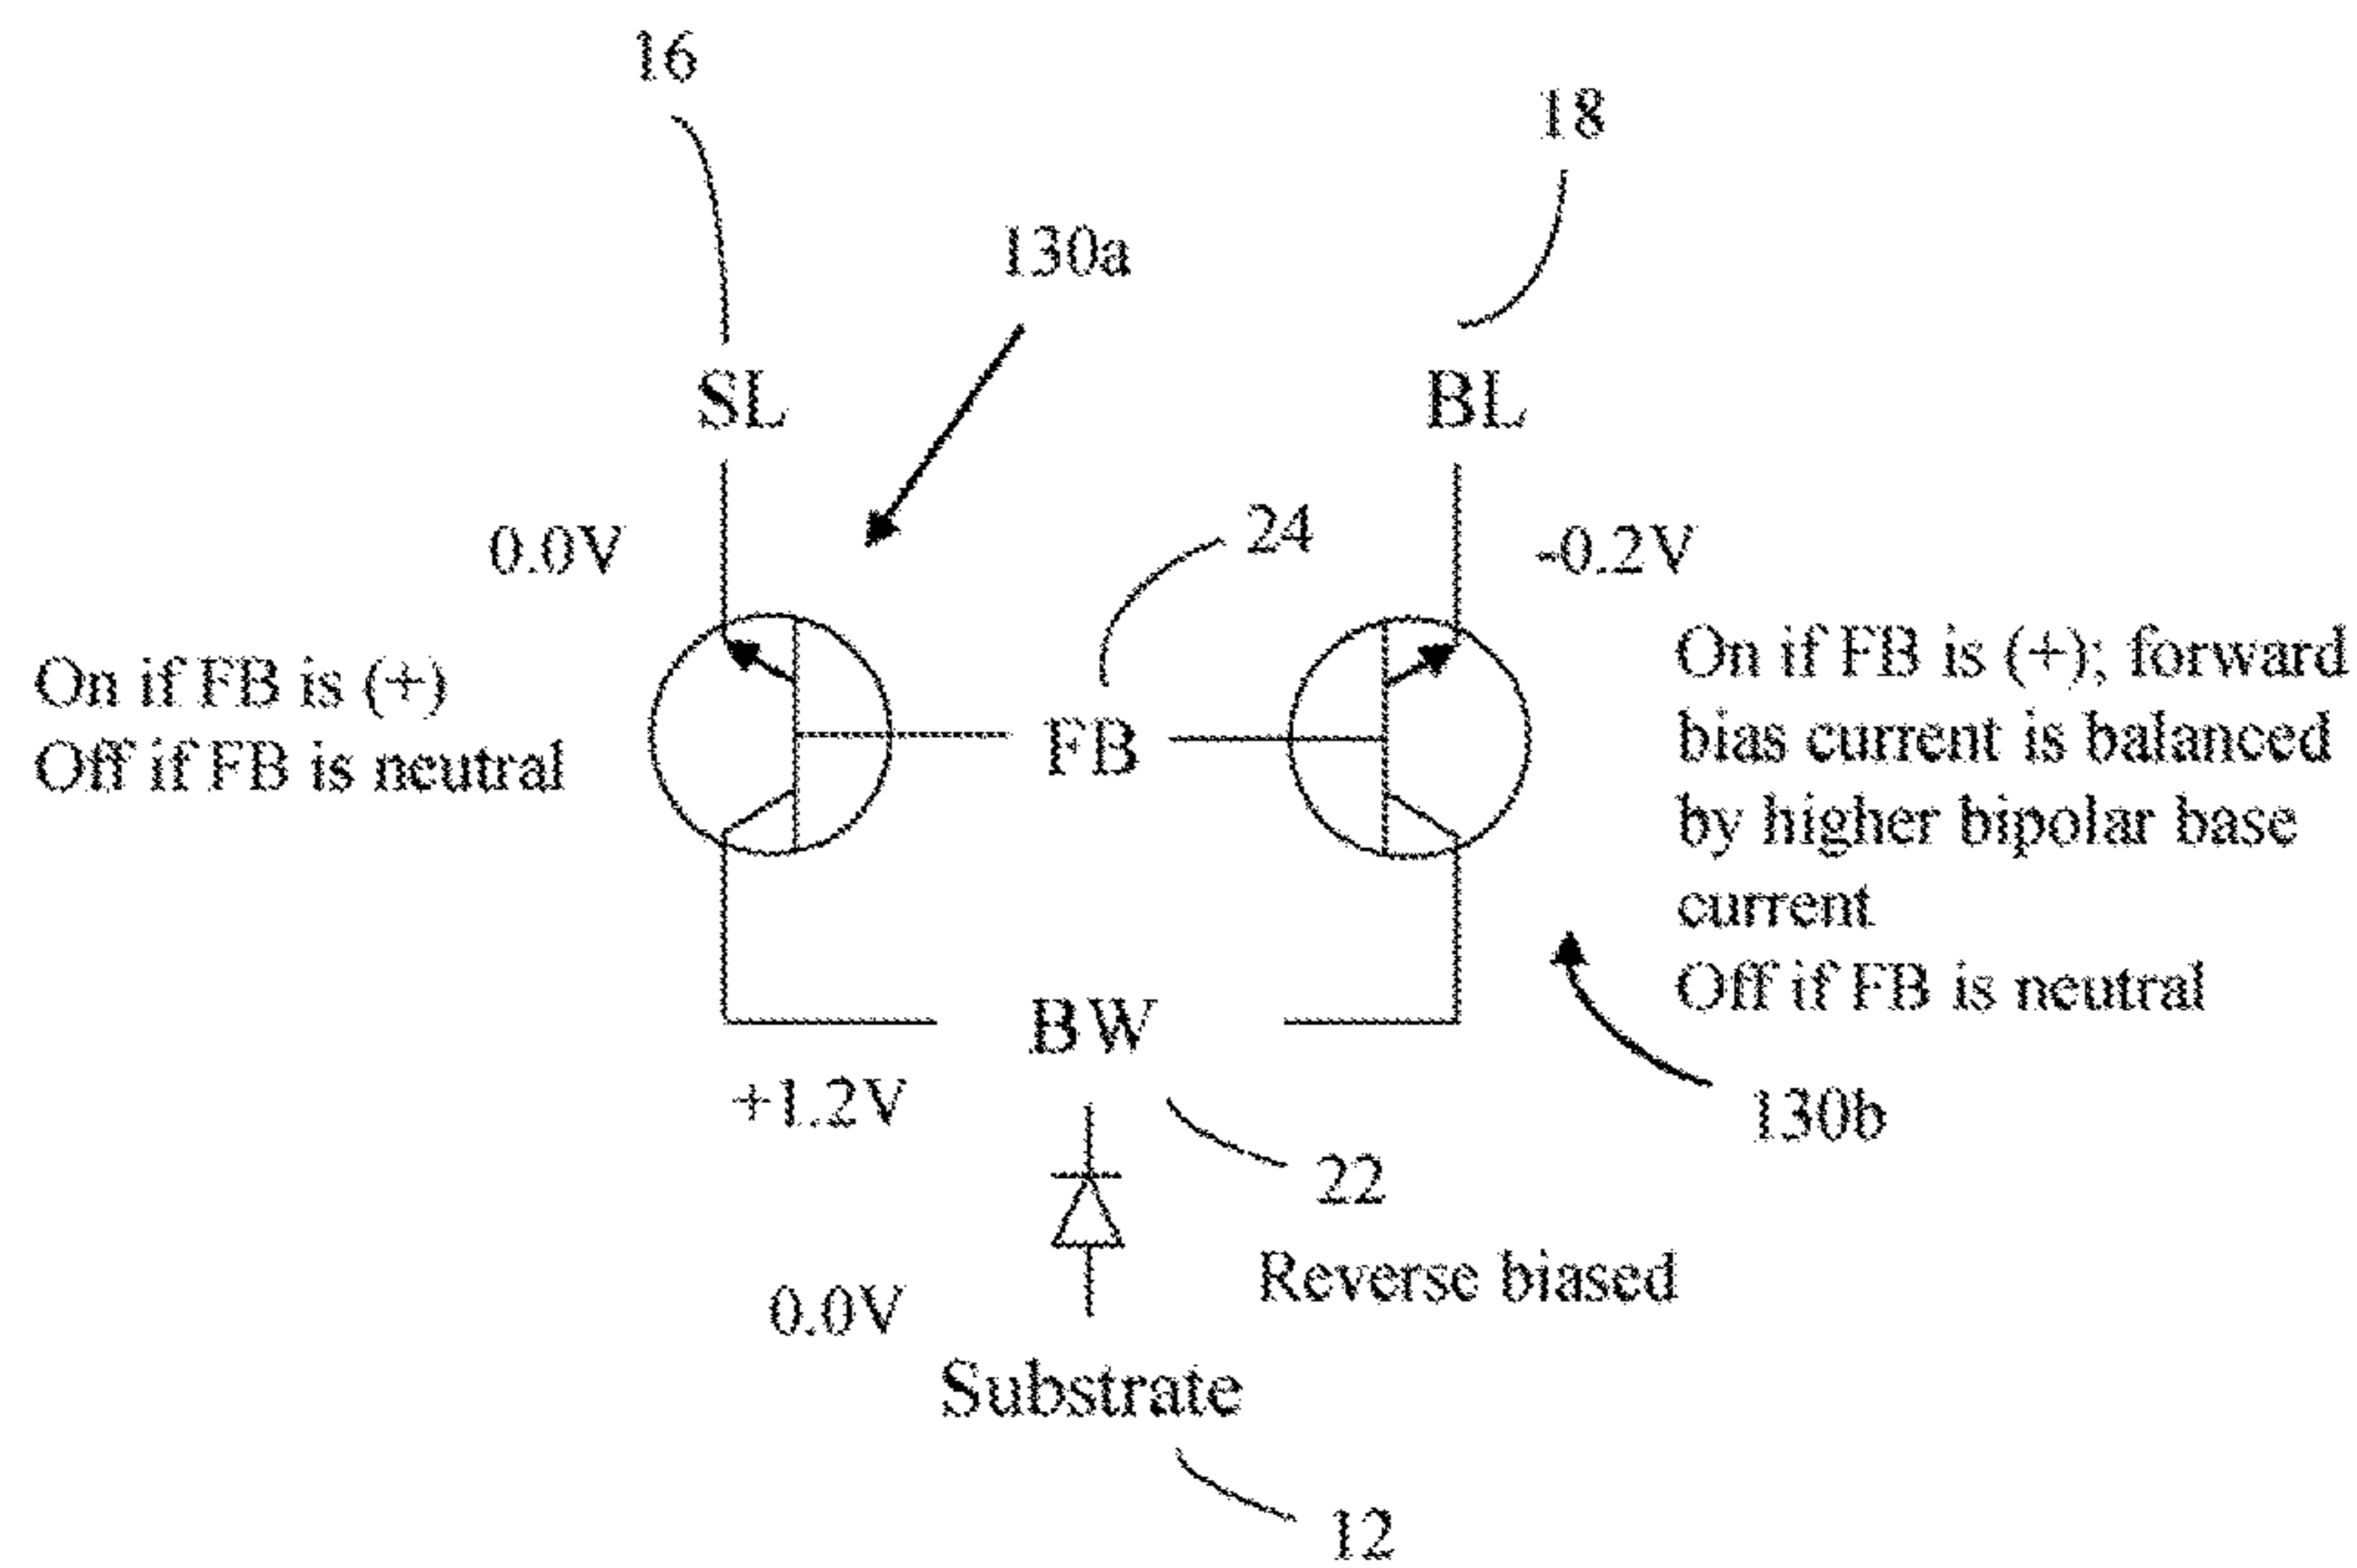 16
18
130a
SL
BL
0.0V
24
-0.2V
On if FB is (+)
Off if FB is neutral
FB
On if FB is (+); forward
bias current is balanced
by higher bipolar base
current
Off if FB is neutral
BW
+1.2V
130b
22
Reverse biased
0.0V
Substrate
12